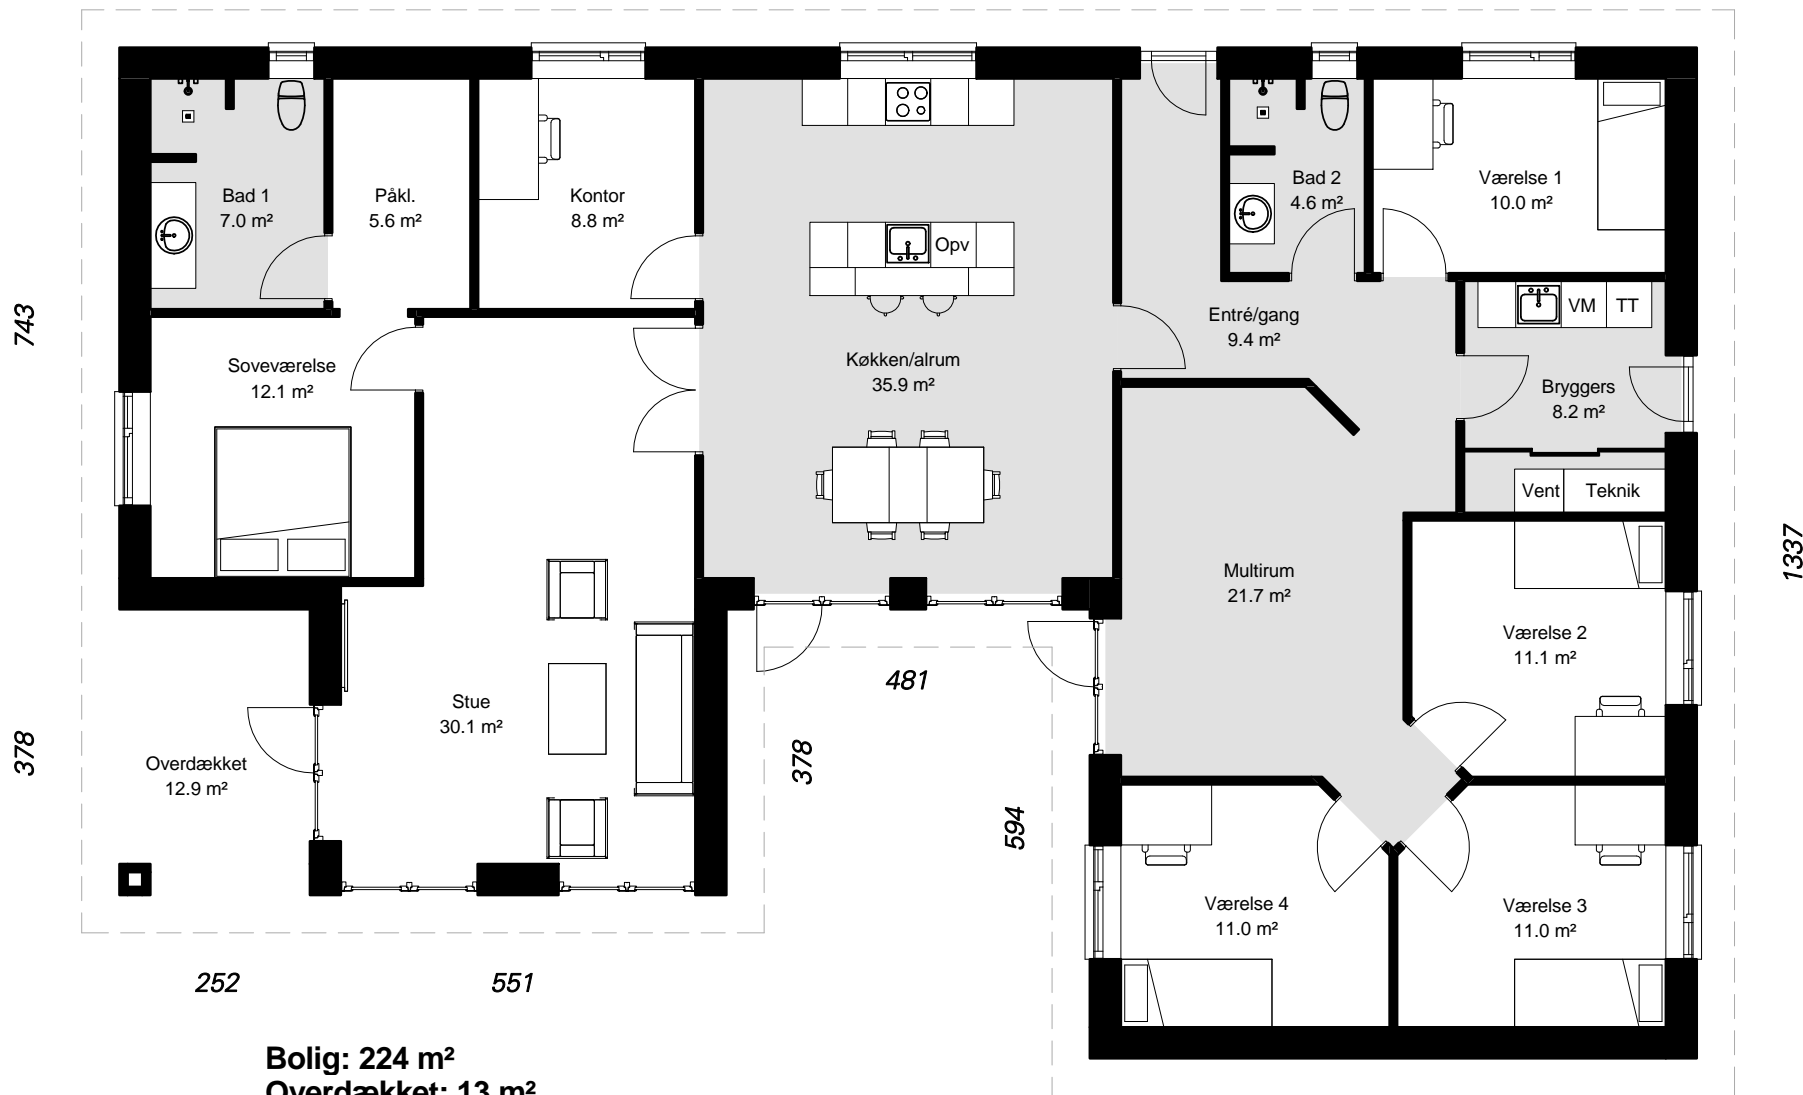 Bad 1
7.0 m²
Påkl.
5.6 m²
Kontor
8.8 m²
Bad 2
4.6 m²
Værelse 1
10.0 m²
Opv
VM
TT
743
Soveværelse
12.1 m²
Køkken/alrum
35.9 m²
Entré/gang
9.4 m²
Bryggers
8.2 m²
Vent
Teknik
1337
Multirum
21.7 m²
Værelse 2
11.1 m²
481
Stue
30.1 m²
378
Overdækket
12.9 m²
378
594
Værelse 4
11.0 m²
Værelse 3
11.0 m²
252
551
Bolig: 224 m²
Overdækket: 13 m²